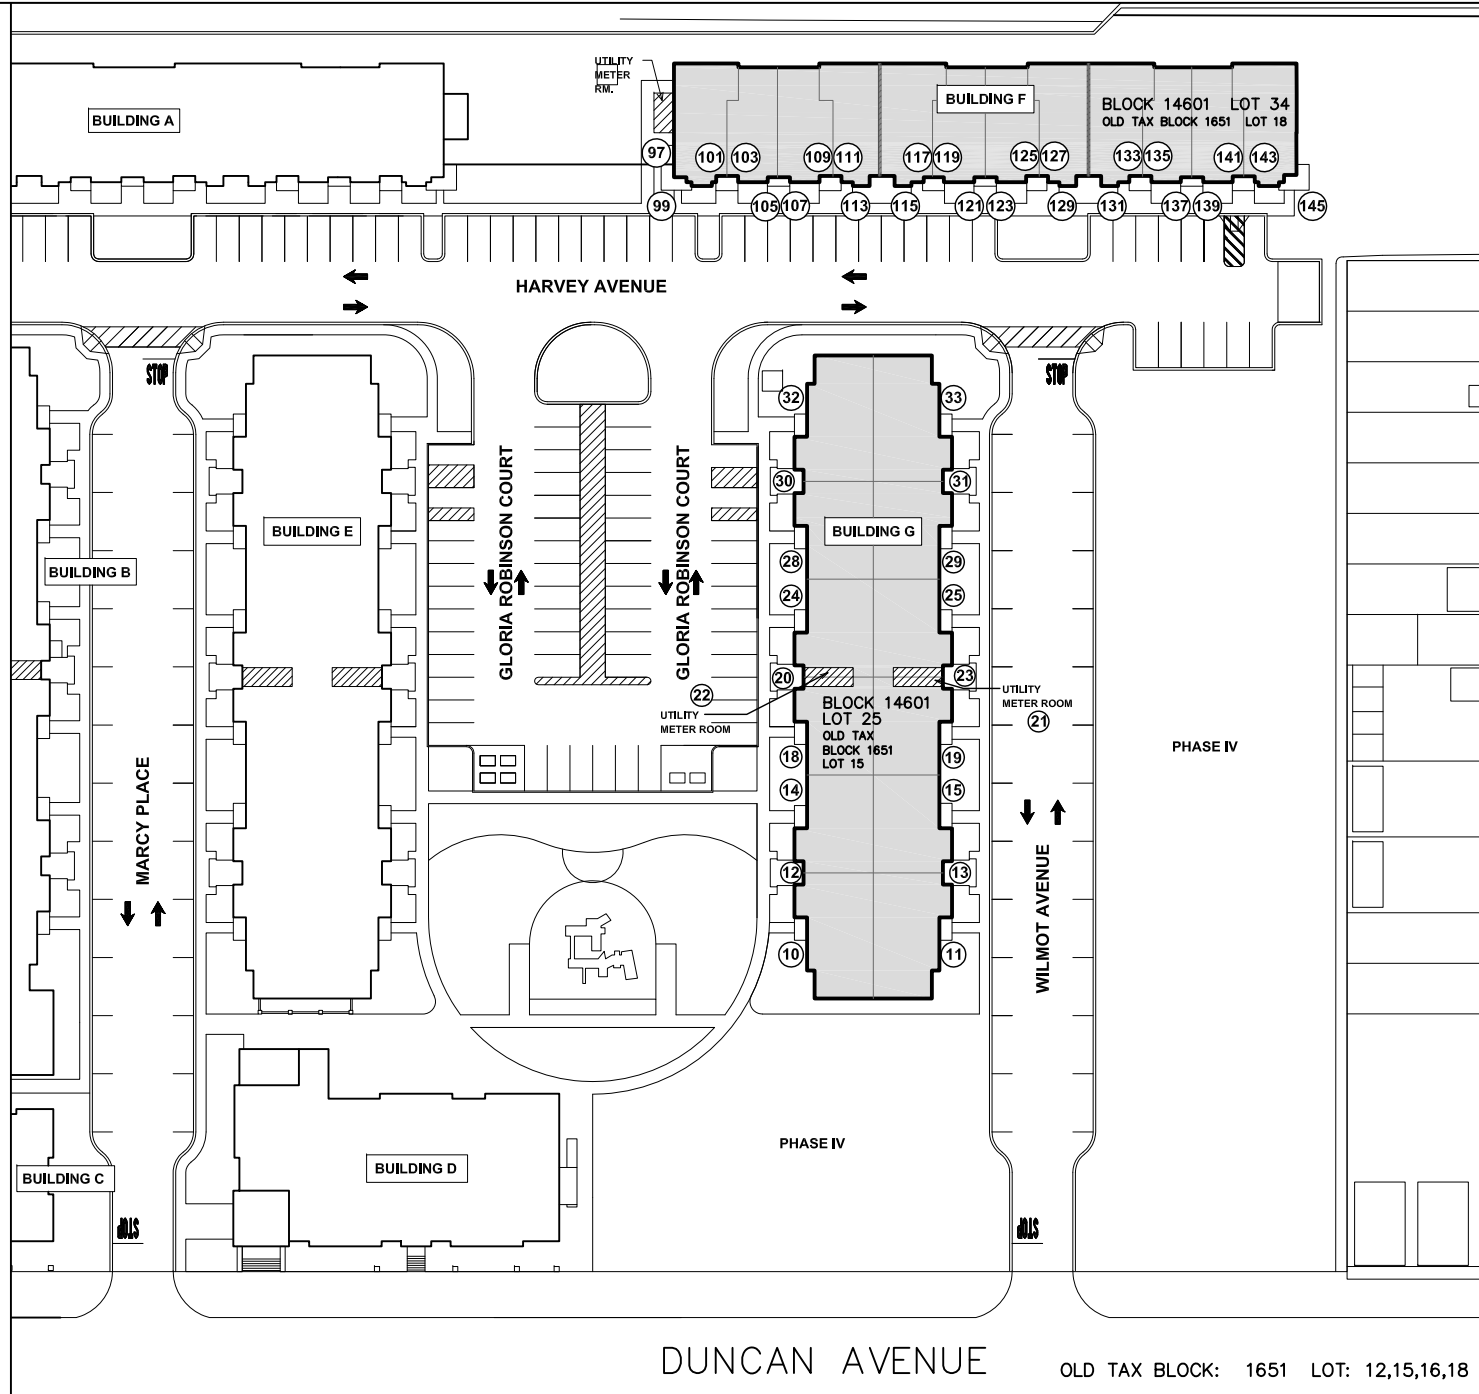 UTILITY
METER
RM.
BUILDING A
BUILDING F
BLOCK 14601 LOT 34
OLD TAX BLOCK 1651 LOT 18
97
101
103
109
111
117
119
125
127
133
135
141
143
99
105
107
113
115
121
123
129
131
137
139
145
HARVEY AVENUE
STOP
STOP
32
33
30
31
BUILDING E
BUILDING G
BUILDING B
GLORIA ROBINSON COURT
GLORIA ROBINSON COURT
28
29
24
25
20
23
22
UTILITY
METER ROOM
UTILITY
METER ROOM
21
BLOCK 14601
LOT 25
OLD TAX
BLOCK 1651
LOT 15
PHASE IV
18
19
14
15
MARCY PLACE
12
13
WILMOT AVENUE
10
11
PHASE IV
BUILDING D
BUILDING C
STOP
STOP
DUNCAN AVENUE
OLD TAX BLOCK: 1651 LOT: 12,15,16,18